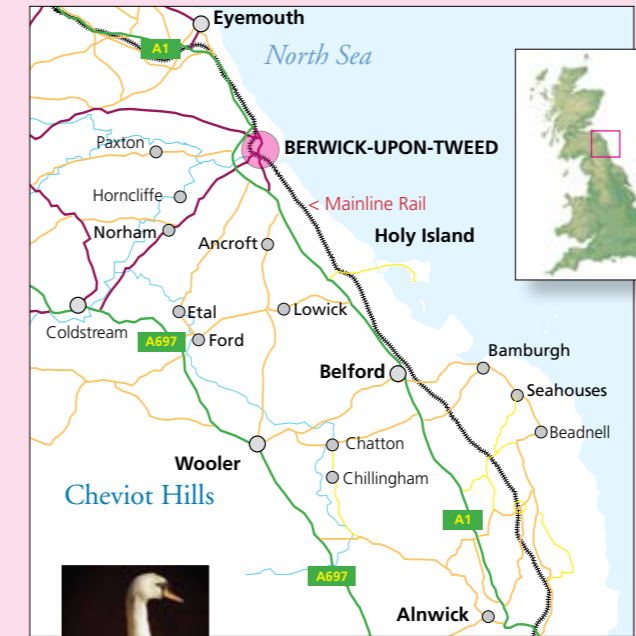 Eyemouth
A1
North Sea
Paxton
BERWICK-UPON-TWEED
Horncliffe
< Mainline Rail
Norham
Ancroft
Holy Island
Etal
Lowick
Coldstream
A697
Ford
Bamburgh
Belford
Seahouses
Beadnell
Chatton
Wooler
Chillingham
Cheviot Hills
A1
A697
Alnwick